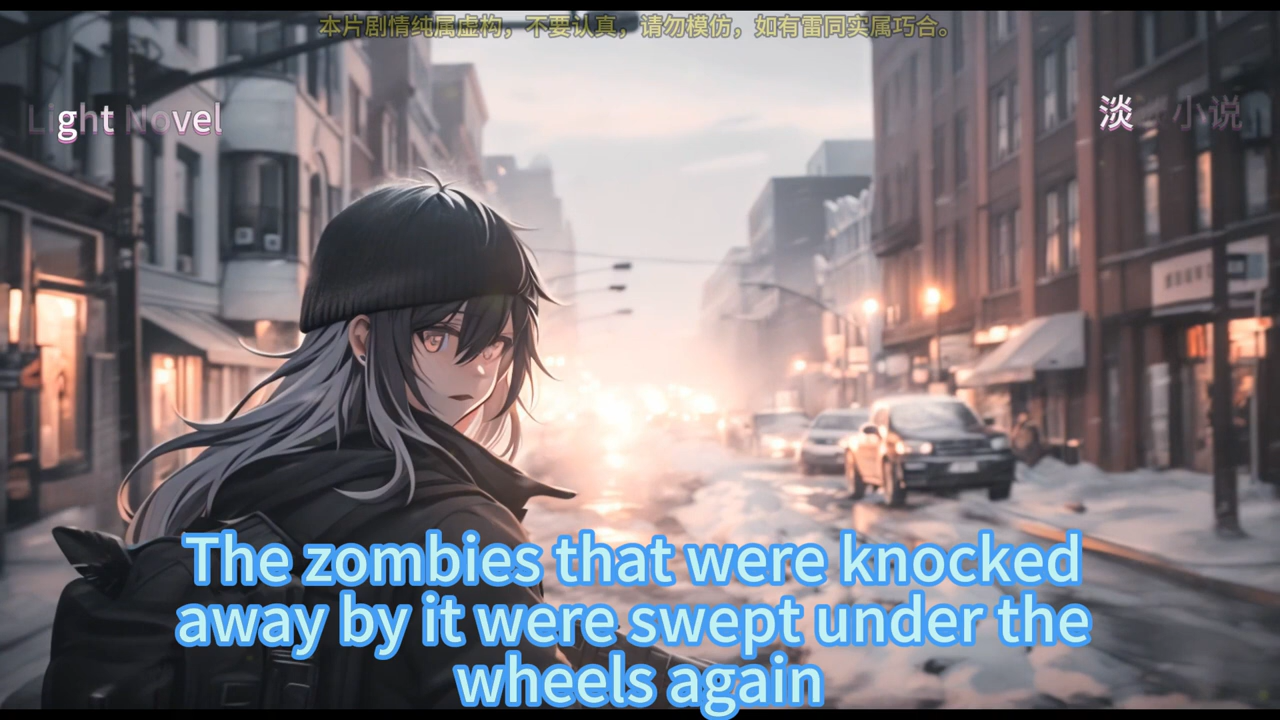 本片剧情纯属虚构，不要认真，请勿模仿，如有雷同实属巧合。
Light Novel
淡 小说
The zombies that were knocked
away by it were swept under the
wheels again